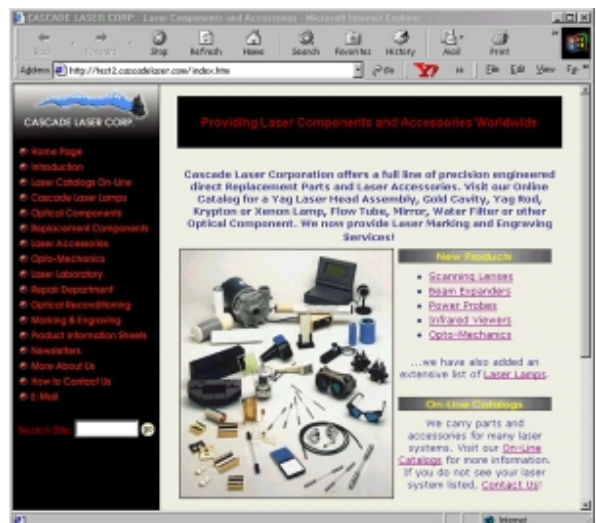 CASCADE LASER CORP. : Laser Components and Accessories - Microsoft Internet Explorer
Back Forward Stop Refresh Home Search Favorites History Mail Print
Address http://test2.cascadelaser.com/index.htm Go Edit View
CASCADE LASER CORP.
Home Page
Introduction
Laser Catalogs On-Line
Cascade Laser Lamps
Optical Components
Replacement Components
Laser Accessories
Opto-Mechanics
Laser Laboratory
Repair Department
Optical Reconditioning
Marking & Engraving
Product Information Sheets
Newsletters
More About Us
How to Contact Us
E-Mail
Search Site:
go
Providing Laser Components and Accessories Worldwide
Cascade Laser Corporation offers a full line of precision engineered
direct Replacement Parts and Laser Accessories. Visit our Online
Catalog for a Yag Laser Head Assembly, Gold Cavity, Yag Rod,
Krypton or Xenon Lamp, Flow Tube, Mirror, Water Filter or other
Optical Component. We now provide Laser Marking and Engraving
Services!
New Products
Scanning Lenses
Beam Expanders
Power Probes
Infrared Viewers
Opto-Mechanics
...we have also added an
extensive list of Laser Lamps.
On-Line Catalogs
We carry parts and
accessories for many laser
systems. Visit our On-Line
Catalogs for more information.
If you do not see your laser
system listed, Contact Us!
Internet